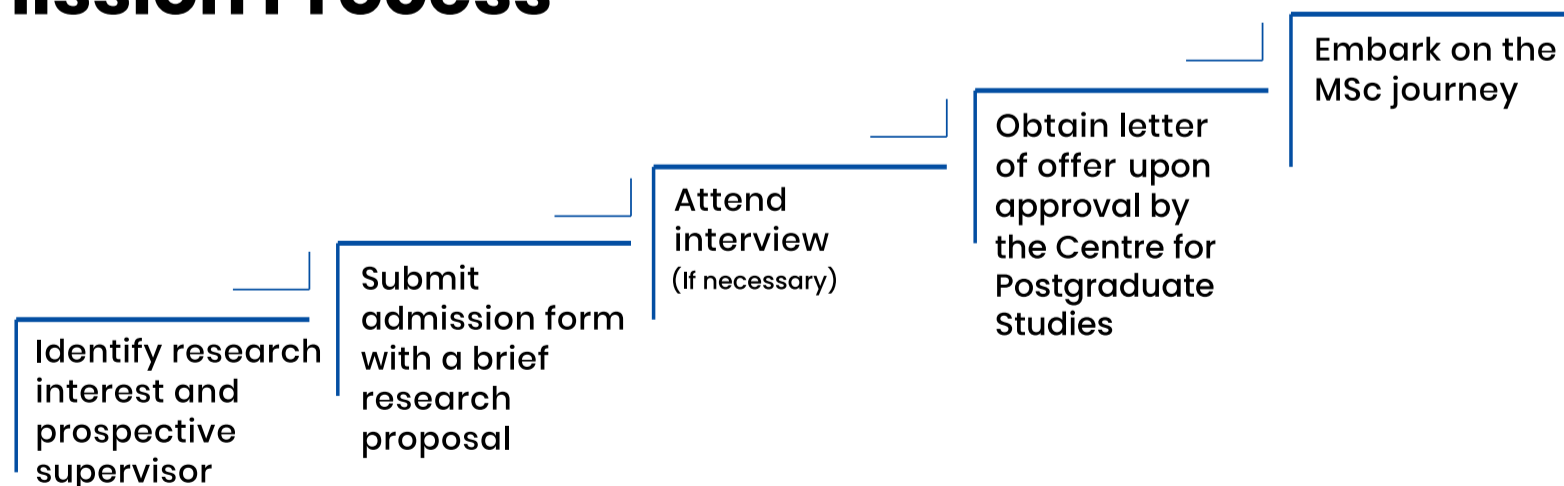 Process
Identify research
interest and
prospective
supervisor
Submit
admission form
with a brief
research
proposal
Attend
interview
(If necessary)
Obtain letter
of offer upon
approval by
the Centre for
Postgraduate
Studies
Embark on the
MSc journey